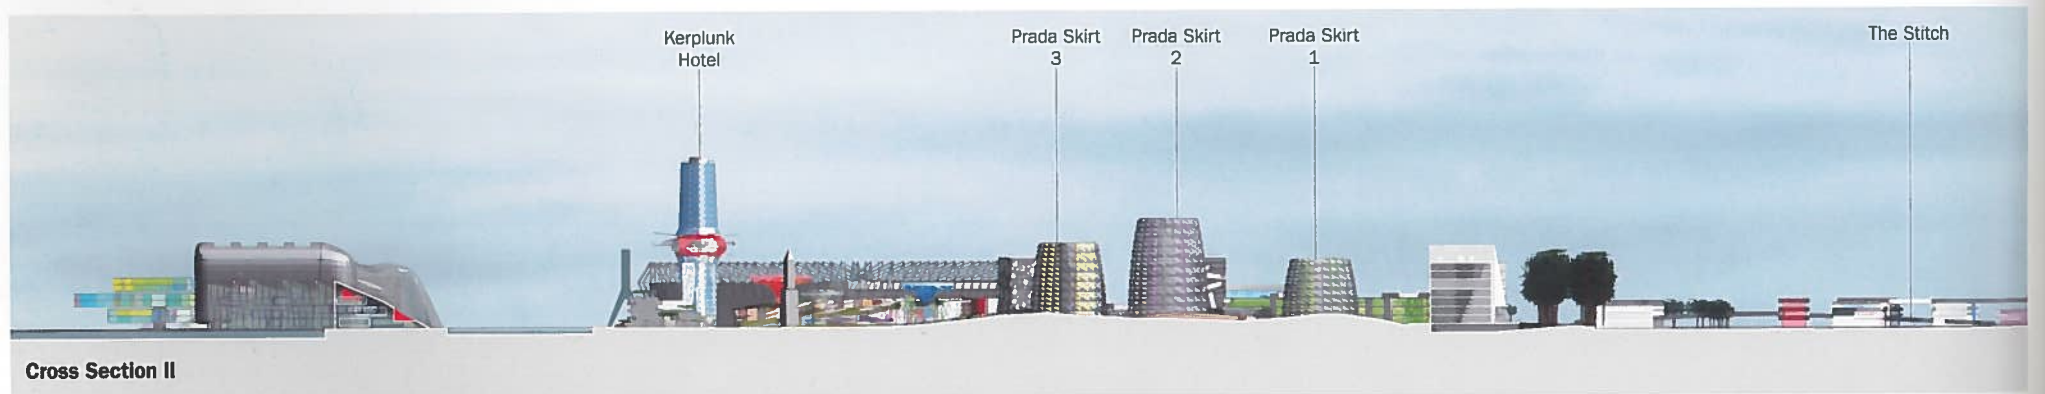 Kerplunk
Hotel
Prada Skirt
3
Prada Skirt
2
Prada Skirt
1
The Stitch
Cross Section II